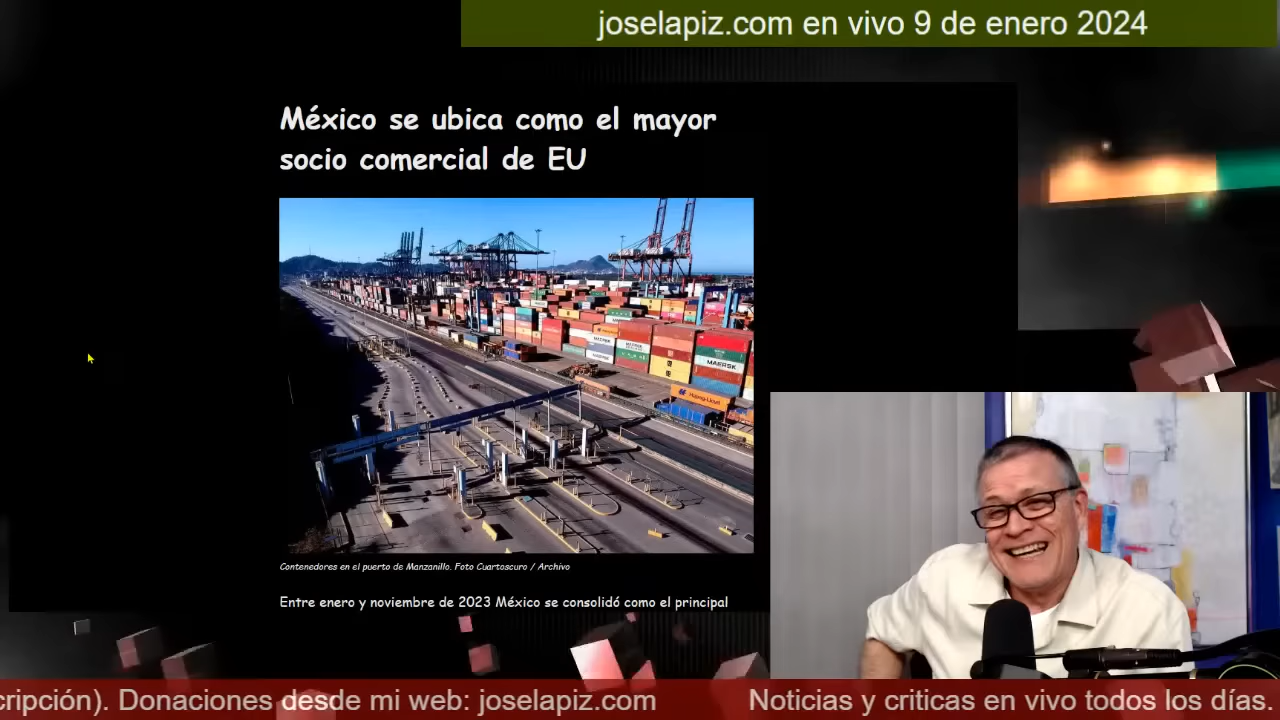 joselapiz.com en vivo 9 de enero 2024
México se ubica como el mayor
socio comercial de EU
MAERSK
MAERSK
MAERSK
Hapag-Lloyd
Contenedores en el puerto de Manzanillo. Foto Cuartoscuro / Archivo
Entre enero y noviembre de 2023 México se consolidó como el principal
cripción). Donaciones desde mi web: joselapiz.com
Noticias y criticas en vivo todos los días.